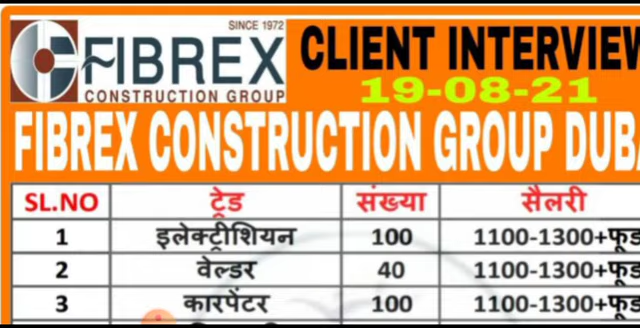 SINCE 1972
FIBREX
CONSTRUCTION GROUP
CLIENT INTERVIEW
19-08-21
FIBREX CONSTRUCTION GROUP DUBA
SL.NO ट्रेड संख्या सैलरी
1 इलेक्ट्रीशियन 100 1100-1300+फूड
2 वेल्डर 40 1100-1300+फूड
3 कारपेंटर 100 1100-1300+फूड